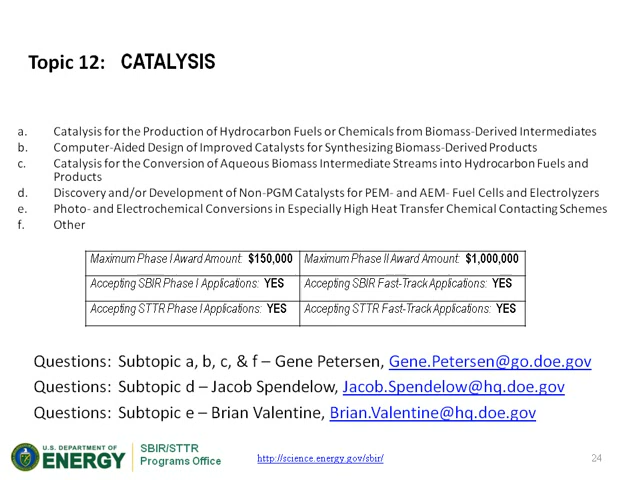 Topic 12: CATALYSIS
a. Catalysis for the Production of Hydrocarbon Fuels or Chemicals from Biomass-Derived Intermediates
b. Computer-Aided Design of Improved Catalysts for Synthesizing Biomass-Derived Products
c. Catalysis for the Conversion of Aqueous Biomass Intermediate Streams into Hydrocarbon Fuels and
Products
d. Discovery and/or Development of Non-PGM Catalysts for PEM- and AEM- Fuel Cells and Electrolyzers
e. Photo- and Electrochemical Conversions in Especially High Heat Transfer Chemical Contacting Schemes
f. Other
Maximum Phase I Award Amount: $150,000 Maximum Phase II Award Amount: $1,000,000
Accepting SBIR Phase I Applications: YES Accepting SBIR Fast-Track Applications: YES
Accepting STTR Phase I Applications: YES Accepting STTR Fast-Track Applications: YES
Questions: Subtopic a, b, c, & f – Gene Petersen, Gene.Petersen@go.doe.gov
Questions: Subtopic d – Jacob Spendelow, Jacob.Spendelow@hq.doe.gov
Questions: Subtopic e – Brian Valentine, Brian.Valentine@hq.doe.gov
U.S. DEPARTMENT OF
ENERGY
SBIR/STTR
Programs Office
http://science.energy.gov/sbir/
24